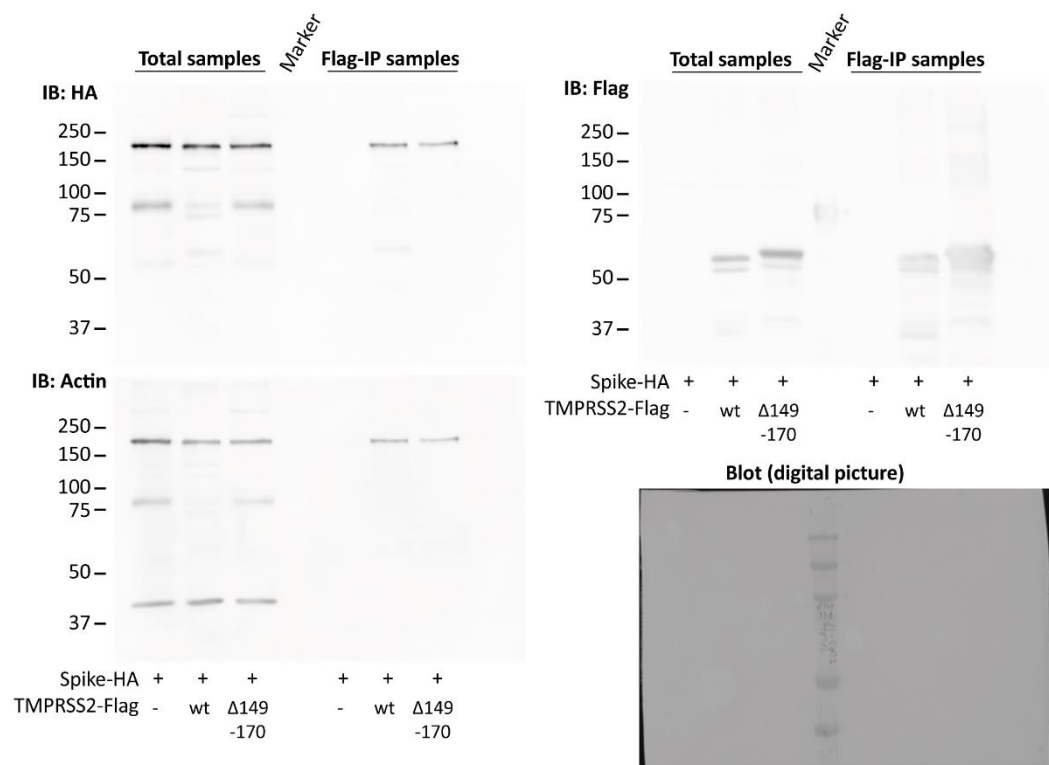 Total samples Marker Flag-IP samples
IB: HA
250
150
100
75
50
37
IB: Actin
250
150
100
75
50
37
Spike-HA + + + + + +
TMPRSS2-Flag - wt Δ149 -170 - wt Δ149 -170
Total samples Marker Flag-IP samples
IB: Flag
250
150
100
75
50
37
Spike-HA + + + + + +
TMPRSS2-Flag - wt Δ149 -170 - wt Δ149 -170
Blot (digital picture)